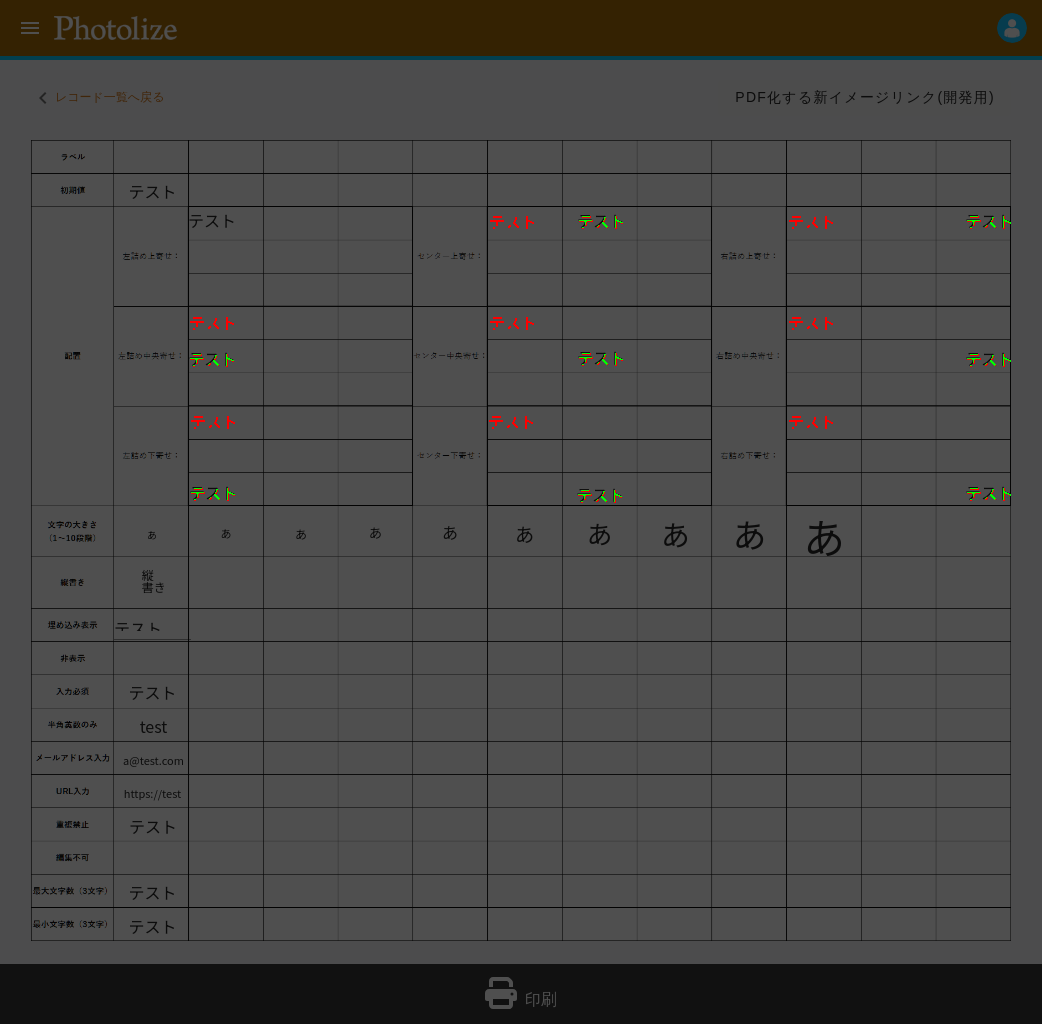 Photolize
レコード一覧へ戻る
PDF化する新イメージリンク(開発用)
ラベル
初期値 テスト
テスト テスト テスト テスト テスト
左詰め上寄せ： センター上寄せ： 右詰め上寄せ：
テスト テスト テスト
配置 左詰め中央寄せ： センター中央寄せ： 右詰め中央寄せ：
テスト テスト テスト
テスト テスト テスト
左詰め下寄せ： センター下寄せ： 右詰め下寄せ：
テスト テスト テスト
文字の大きさ
（1～10段階） あ あ あ あ あ あ あ あ あ あ
縦書き 縦
書き
埋め込み表示 テスト
非表示
入力必須 テスト
半角英数のみ test
メールアドレス入力 a@test.com
URL入力 https://test
重複禁止 テスト
編集不可
最大文字数（3文字） テスト
最小文字数（3文字） テスト
印刷